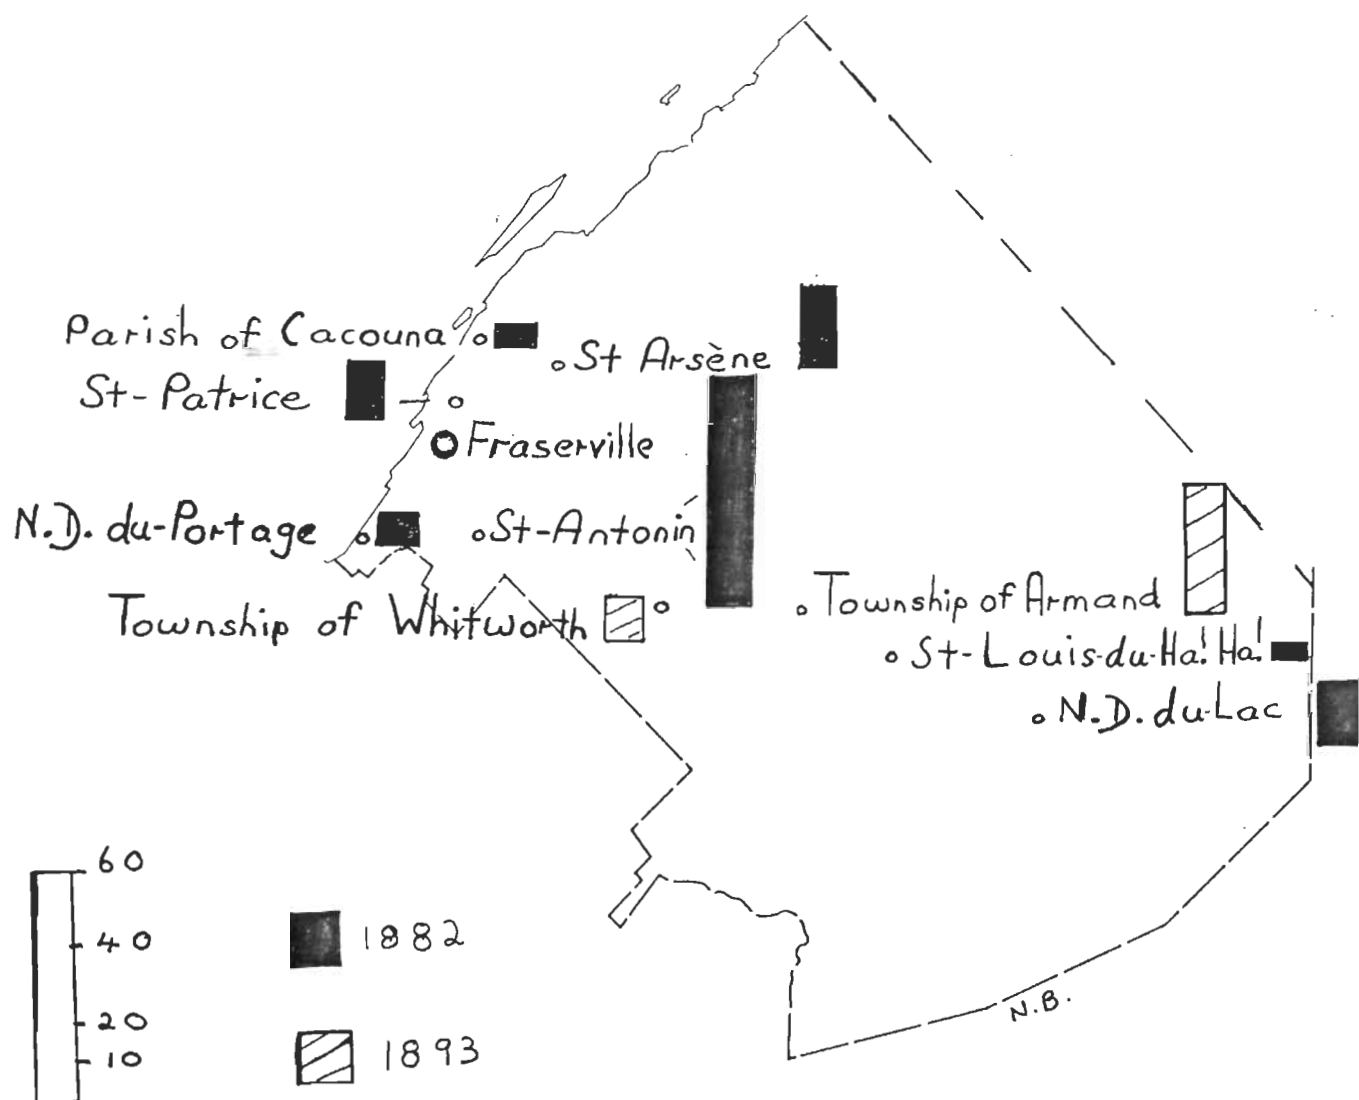 Parish of Cacouna
St Arsène
St-Patrice
Fraserville
N.D. du-Portage
St-Antonin
Township of Whitworth
Township of Armand
St-Louis-du-Ha! Ha!
N.D. du-Lac
60
40
20
10
1882
1893
N.B.